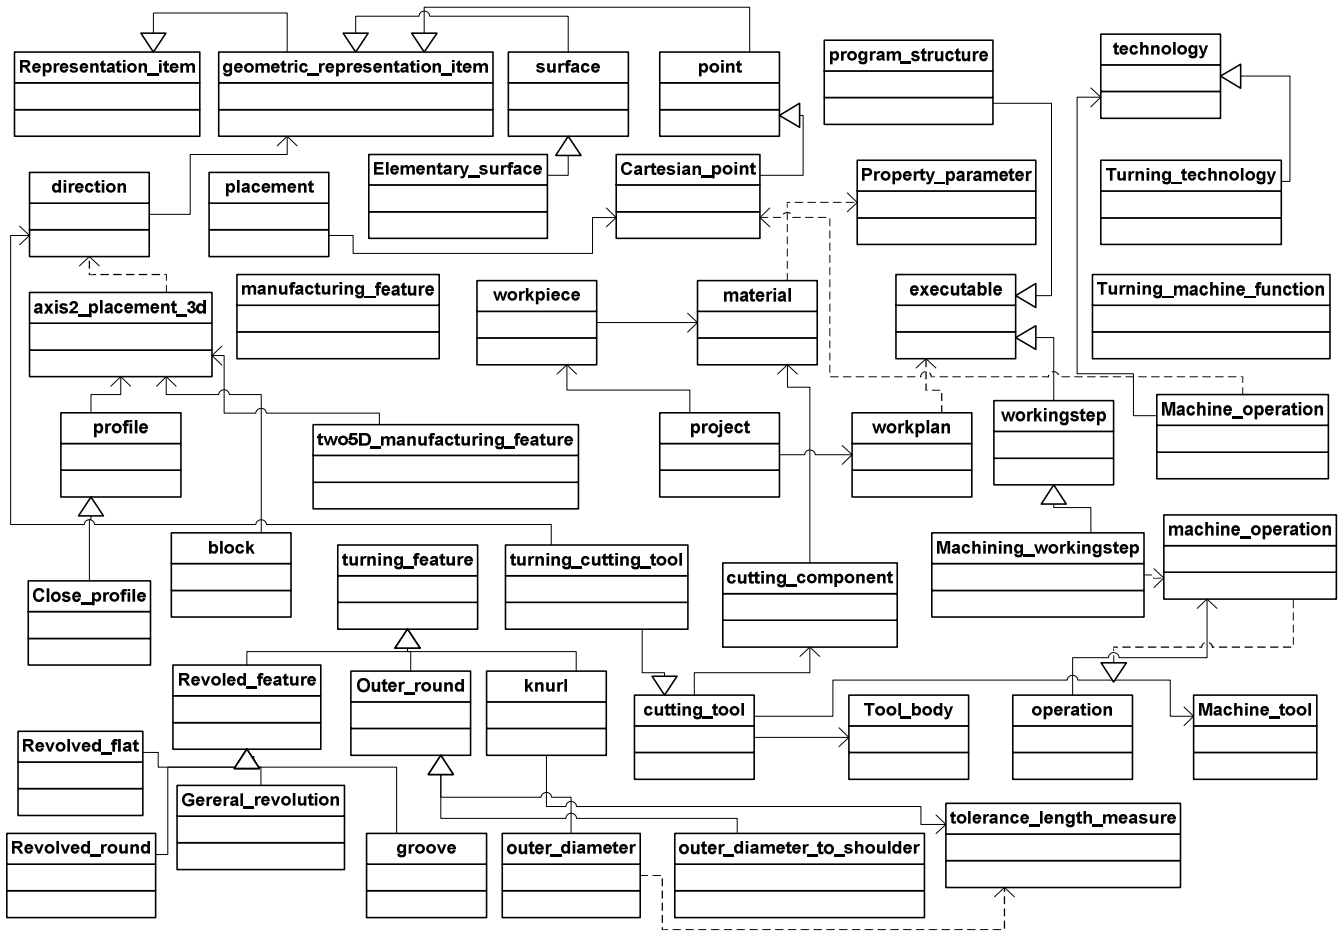 Representation_item
geometric_representation_item
surface
point
program_structure
technology
Elementary_surface
Cartesian_point
Property_parameter
Turning_technology
direction
placement
axis2_placement_3d
manufacturing_feature
workpiece
material
executable
Turning_machine_function
profile
two5D_manufacturing_feature
project
workplan
workingstep
Machine_operation
block
turning_feature
turning_cutting_tool
cutting_component
Machining_workingstep
machine_operation
Close_profile
Revoled_feature
Outer_round
knurl
cutting_tool
Tool_body
operation
Machine_tool
Revolved_flat
Gereral_revolution
tolerance_length_measure
Revolved_round
groove
outer_diameter
outer_diameter_to_shoulder